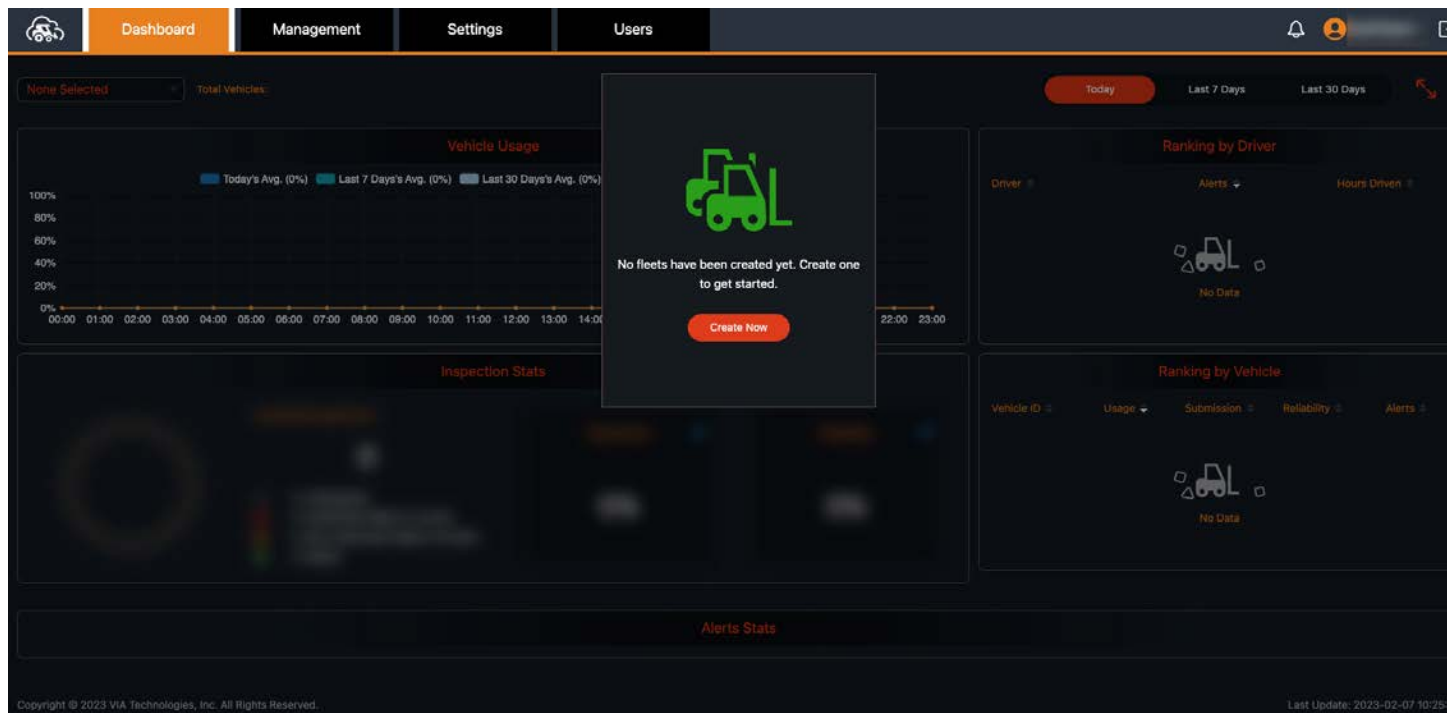 Dashboard
Management
Settings
Users
None Selected
Total Vehicles:
Today
Last 7 Days
Last 30 Days
Vehicle Usage
Today's Avg. (0%)
Last 7 Days's Avg. (0%)
Last 30 Days's Avg. (0%)
100%
80%
60%
40%
20%
0%
00:00 01:00 02:00 03:00 04:00 05:00 06:00 07:00 08:00 09:00 10:00 11:00 12:00 13:00 14:00 22:00 23:00
No fleets have been created yet. Create one
to get started.
Create Now
Ranking by Driver
Driver
Alerts
Hours Driven
No Data
Inspection Stats
0%
0%
Ranking by Vehicle
Vehicle ID
Usage
Submission
Reliability
Alerts
No Data
Alerts Stats
Copyright © 2023 VIA Technologies, Inc. All Rights Reserved.
Last Update: 2023-02-07 10:25